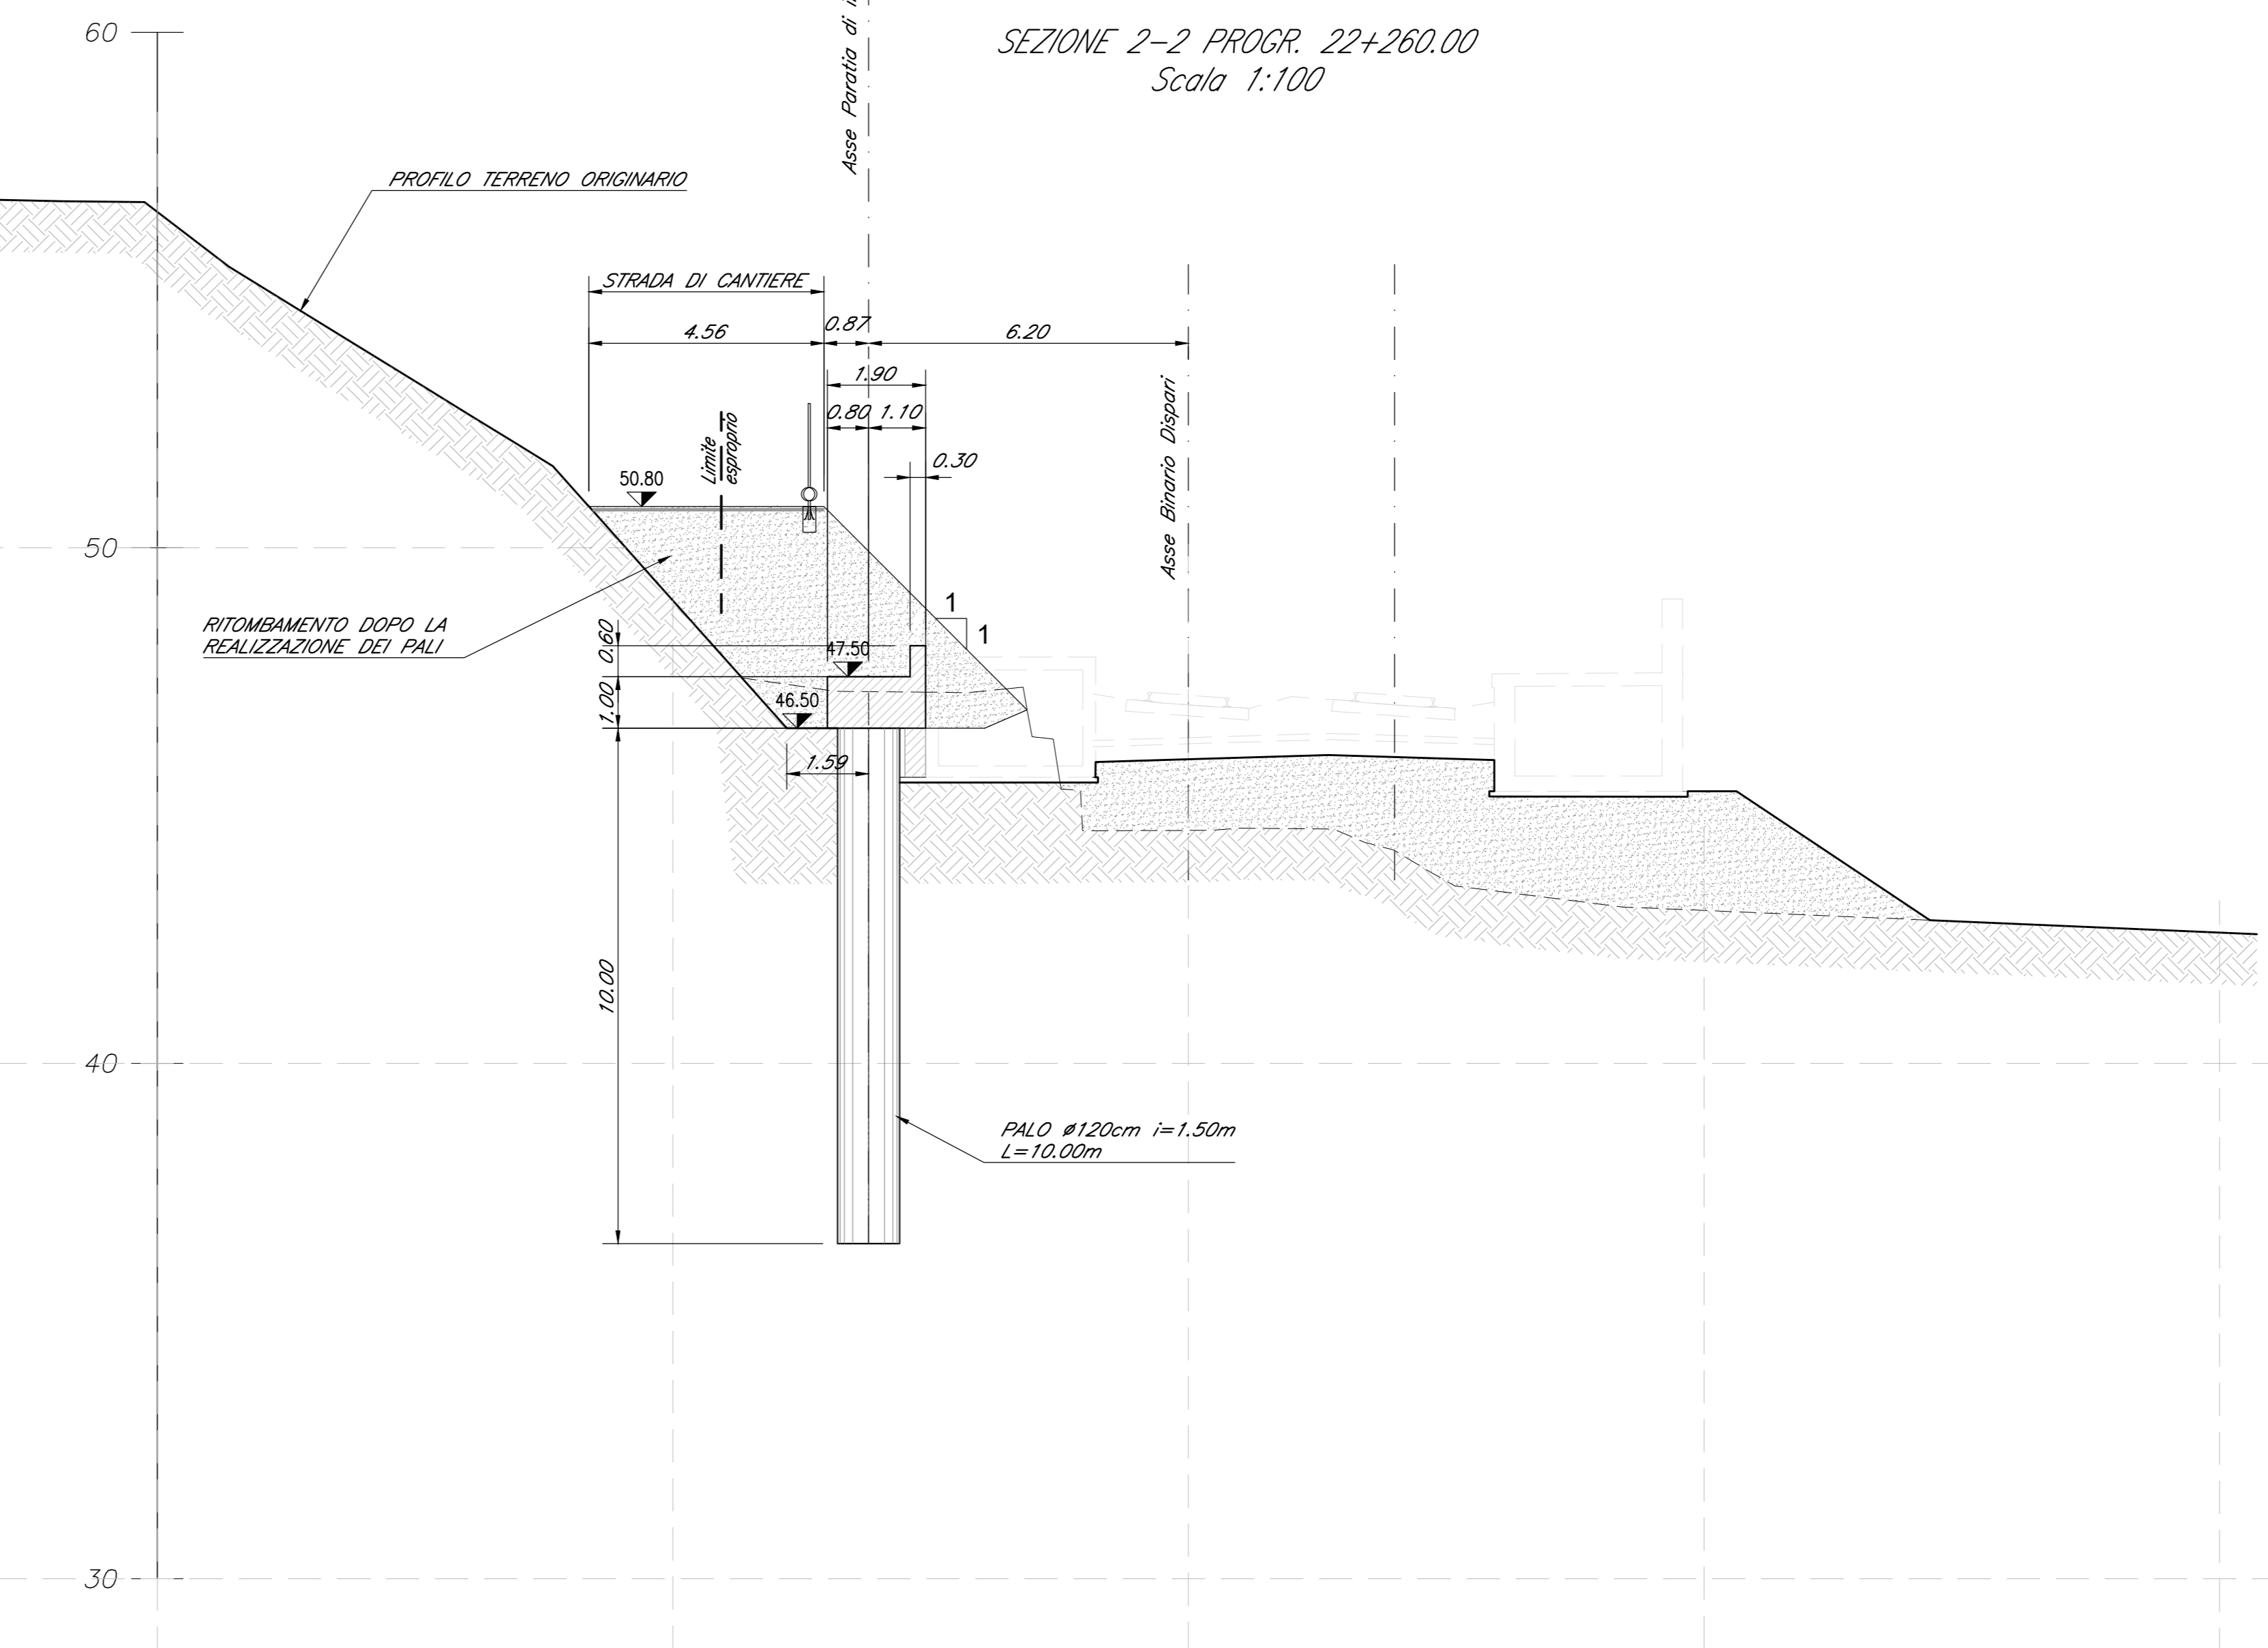 60
Asse Paratia di
SEZIONE 2-2 PROGR. 22+260.00
Scala 1:100
PROFILO TERRENO ORIGINARIO
STRADA DI CANTIERE
4.56
0.87
6.20
1.90
0.80
1.10
0.30
Limite
esproprio
Asse Binario Dispari
50.80
50
1
1
RITOMBAMENTO DOPO LA
REALIZZAZIONE DEI PALI
0.60
47.50
1.00
46.50
1.59
10.00
40
PALO ø120cm i=1.50m
L=10.00m
30